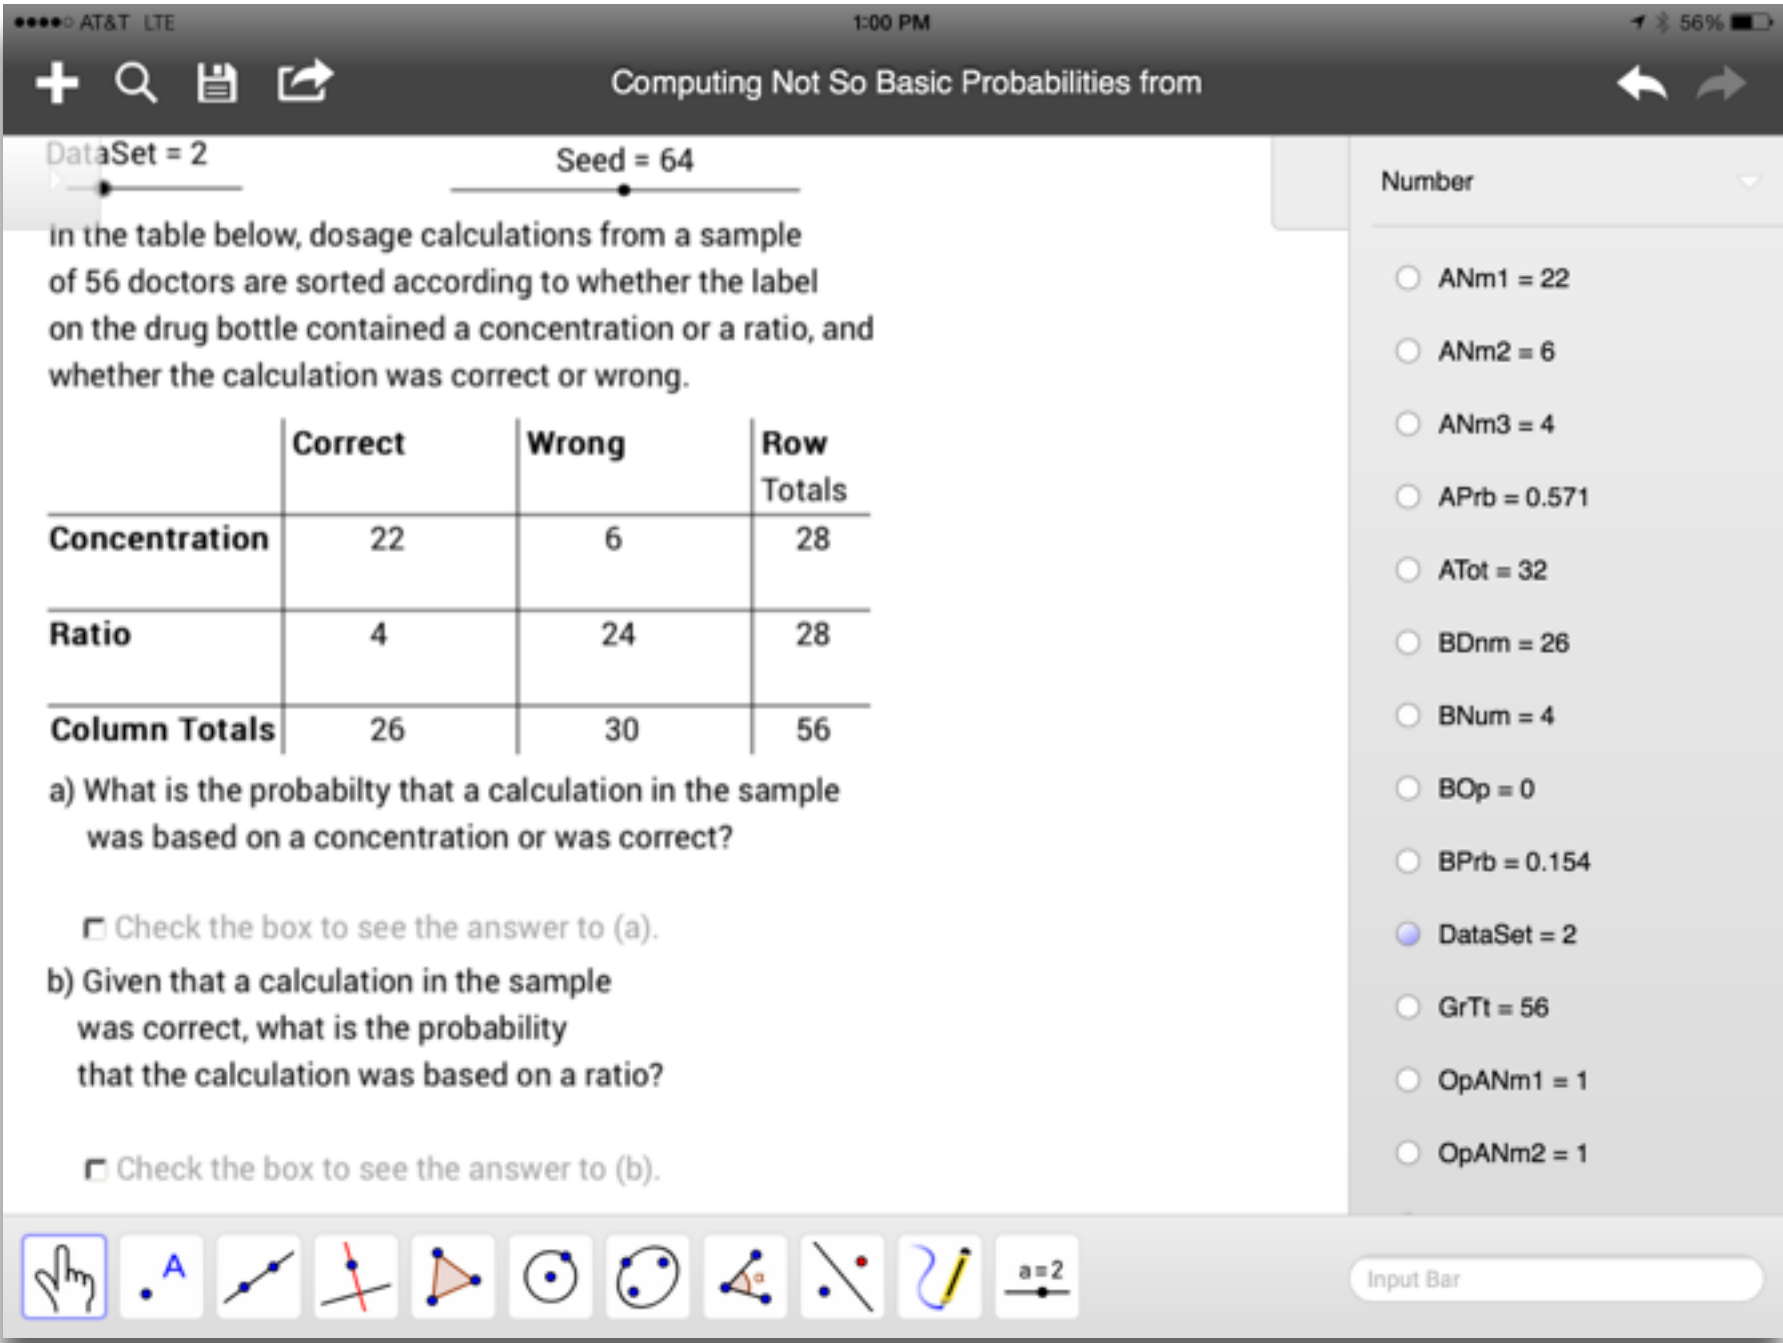 AT&T LTE 1:00 PM 56%
Computing Not So Basic Probabilities from
DataSet = 2
Seed = 64
In the table below, dosage calculations from a sample
of 56 doctors are sorted according to whether the label
on the drug bottle contained a concentration or a ratio, and
whether the calculation was correct or wrong.
Correct Wrong Row
Totals
Concentration 22 6 28
Ratio 4 24 28
Column Totals 26 30 56
a) What is the probabilty that a calculation in the sample
was based on a concentration or was correct?
Check the box to see the answer to (a).
b) Given that a calculation in the sample
was correct, what is the probability
that the calculation was based on a ratio?
Check the box to see the answer to (b).
Number
ANm1 = 22
ANm2 = 6
ANm3 = 4
APrb = 0.571
ATot = 32
BDnm = 26
BNum = 4
BOp = 0
BPrb = 0.154
DataSet = 2
GrTt = 56
OpANm1 = 1
OpANm2 = 1
A
α
a=2
Input Bar